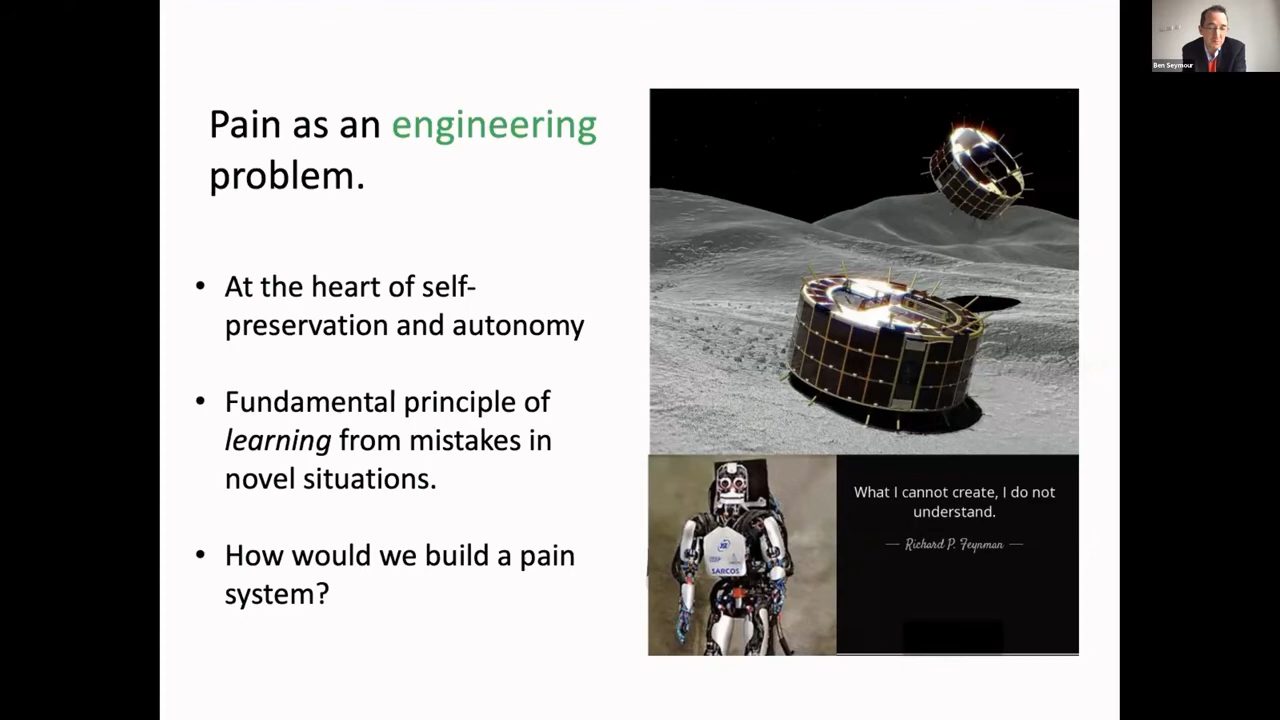 Pain as an engineering
problem.
• At the heart of self-
preservation and autonomy
• Fundamental principle of
learning from mistakes in
novel situations.
• How would we build a pain
system?
SARCOS
What I cannot create, I do not
understand.
— Richard P. Feynman —
Ben Seymour